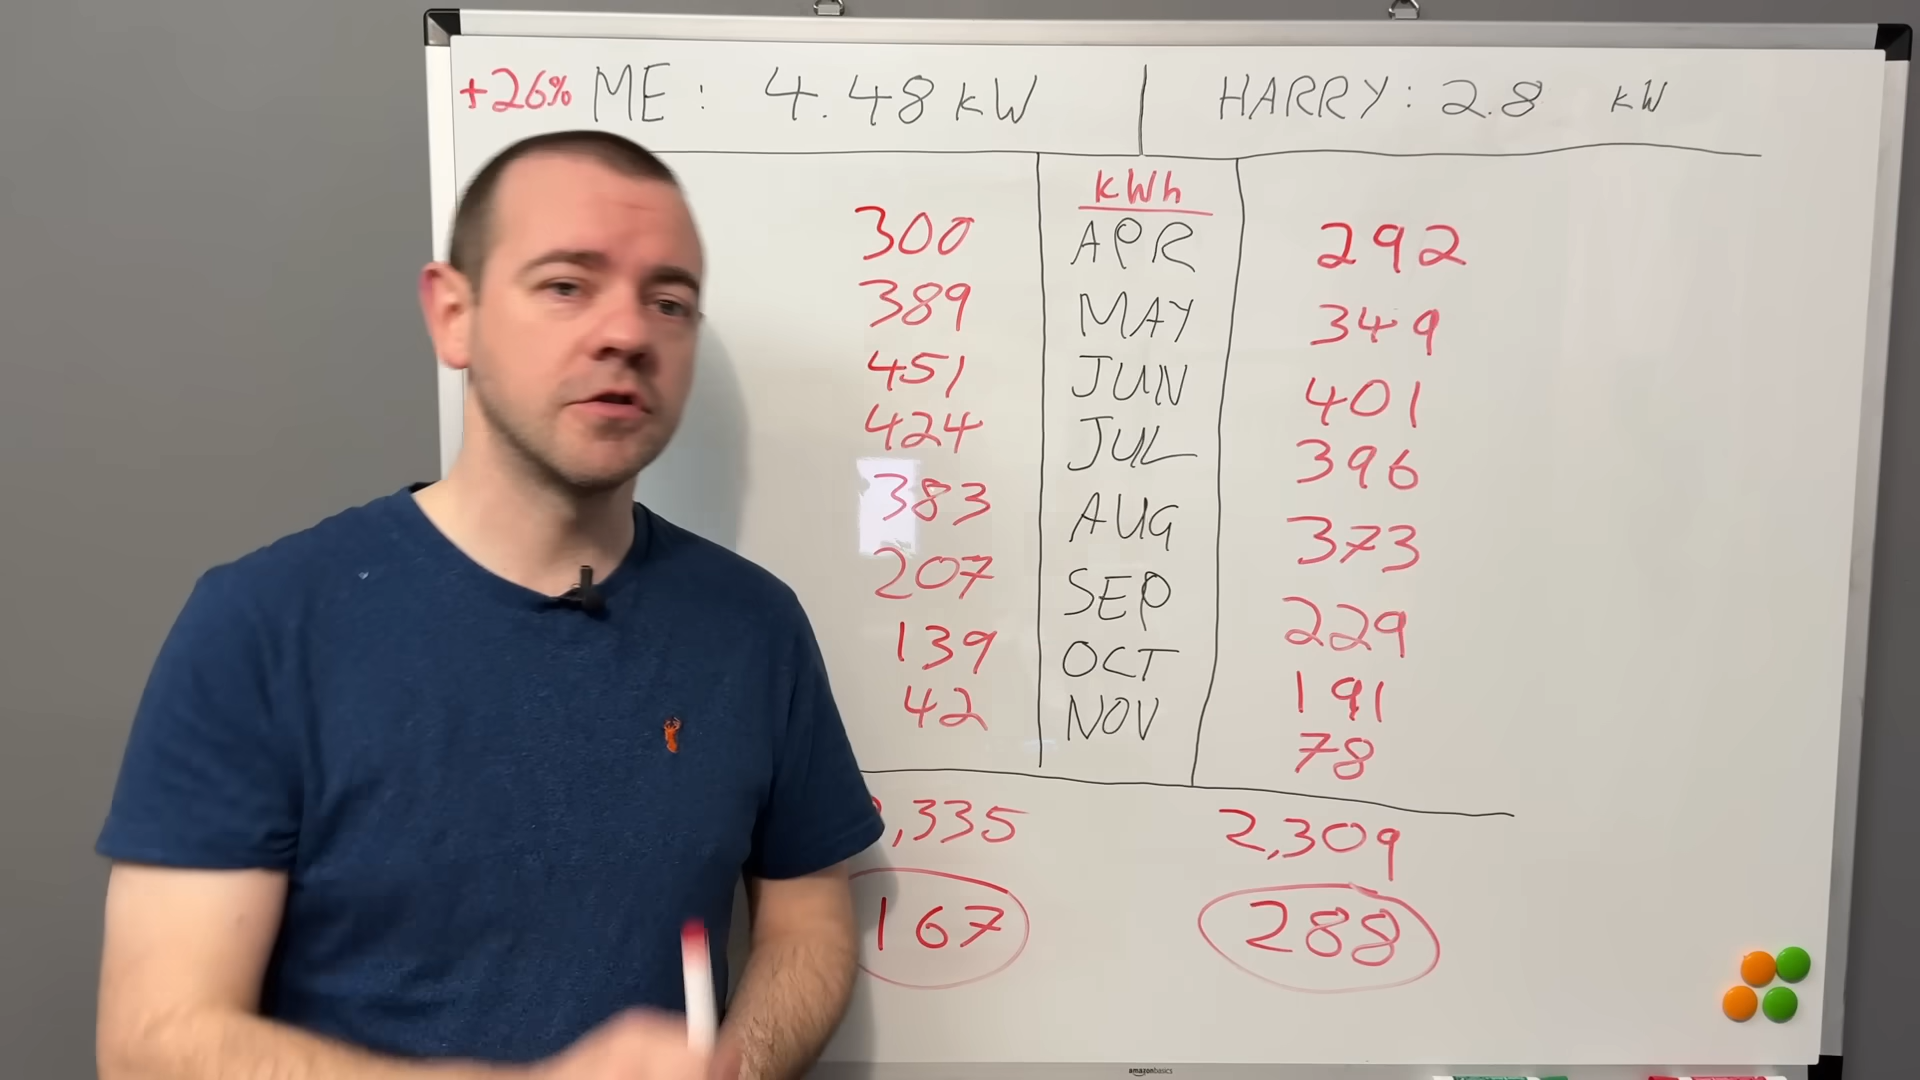 +26% ME: 4.48 kW | HARRY: 2.8 kW
kWh
300 APR 292
389 MAY 349
451 JUN 401
424 JUL 396
383 AUG 373
207 SEP 229
139 OCT 191
42 NOV 78
,335 2,309
167 288
amazonbasics